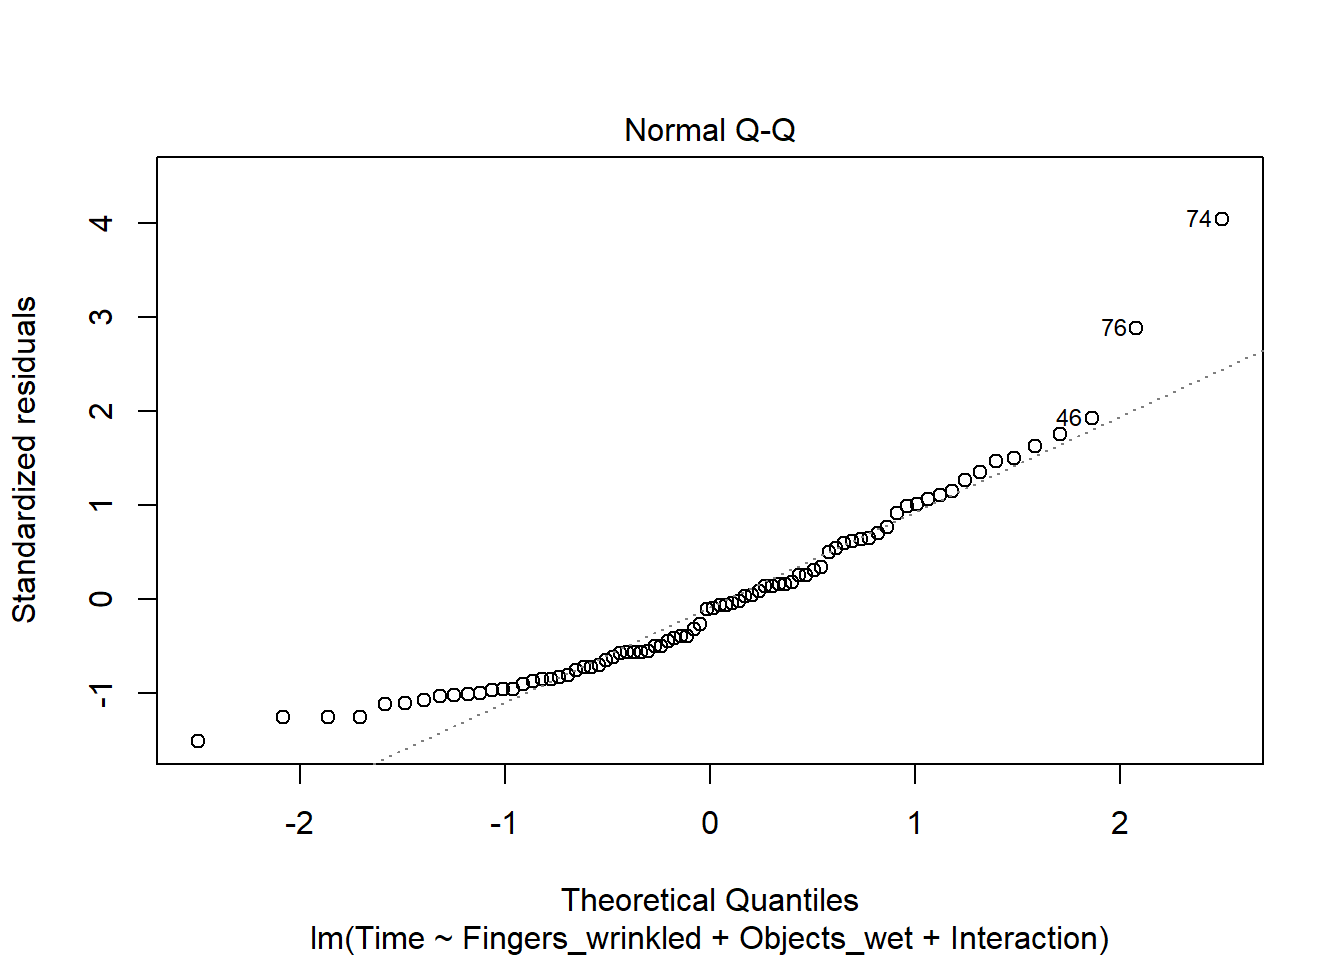 Normal Q-Q
Standardized residuals
4
3
2
1
0
-1
74
76
46
-2 -1 0 1 2
Theoretical Quantiles
lm(Time ~ Fingers_wrinkled + Objects_wet + Interaction)